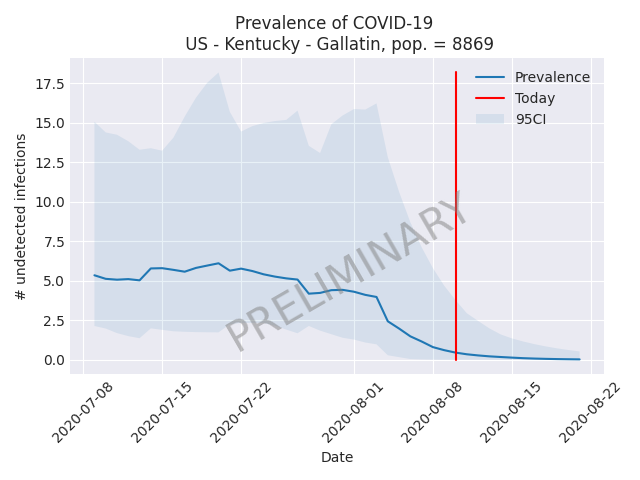 Prevalence of COVID-19
US - Kentucky - Gallatin, pop. = 8869
# undetected infections
17.5
15.0
12.5
10.0
7.5
5.0
2.5
0.0
Prevalence
Today
95CI
PRELIMINARY
2020-07-08
2020-07-15
2020-07-22
2020-08-01
2020-08-08
2020-08-15
2020-08-22
Date